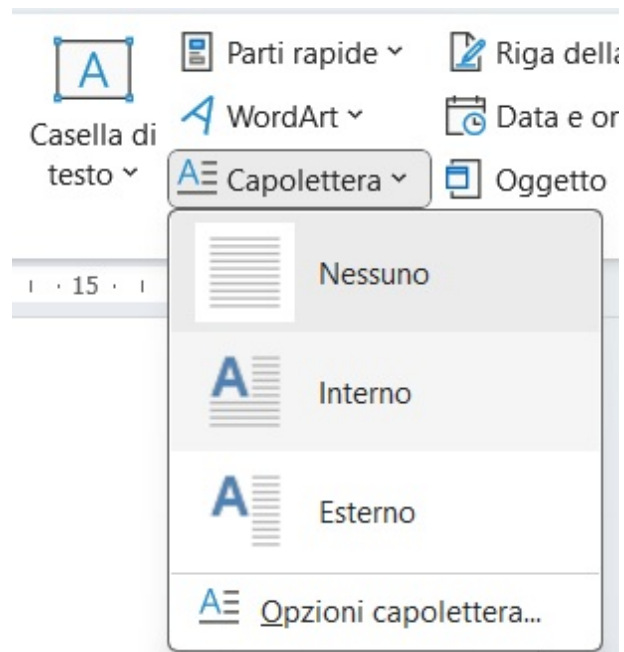 A
Casella di
testo
Parti rapide
WordArt
Capolettera
Riga della
Data e or
Oggetto
15
Nessuno
A
Interno
A
Esterno
Opzioni capolettera...